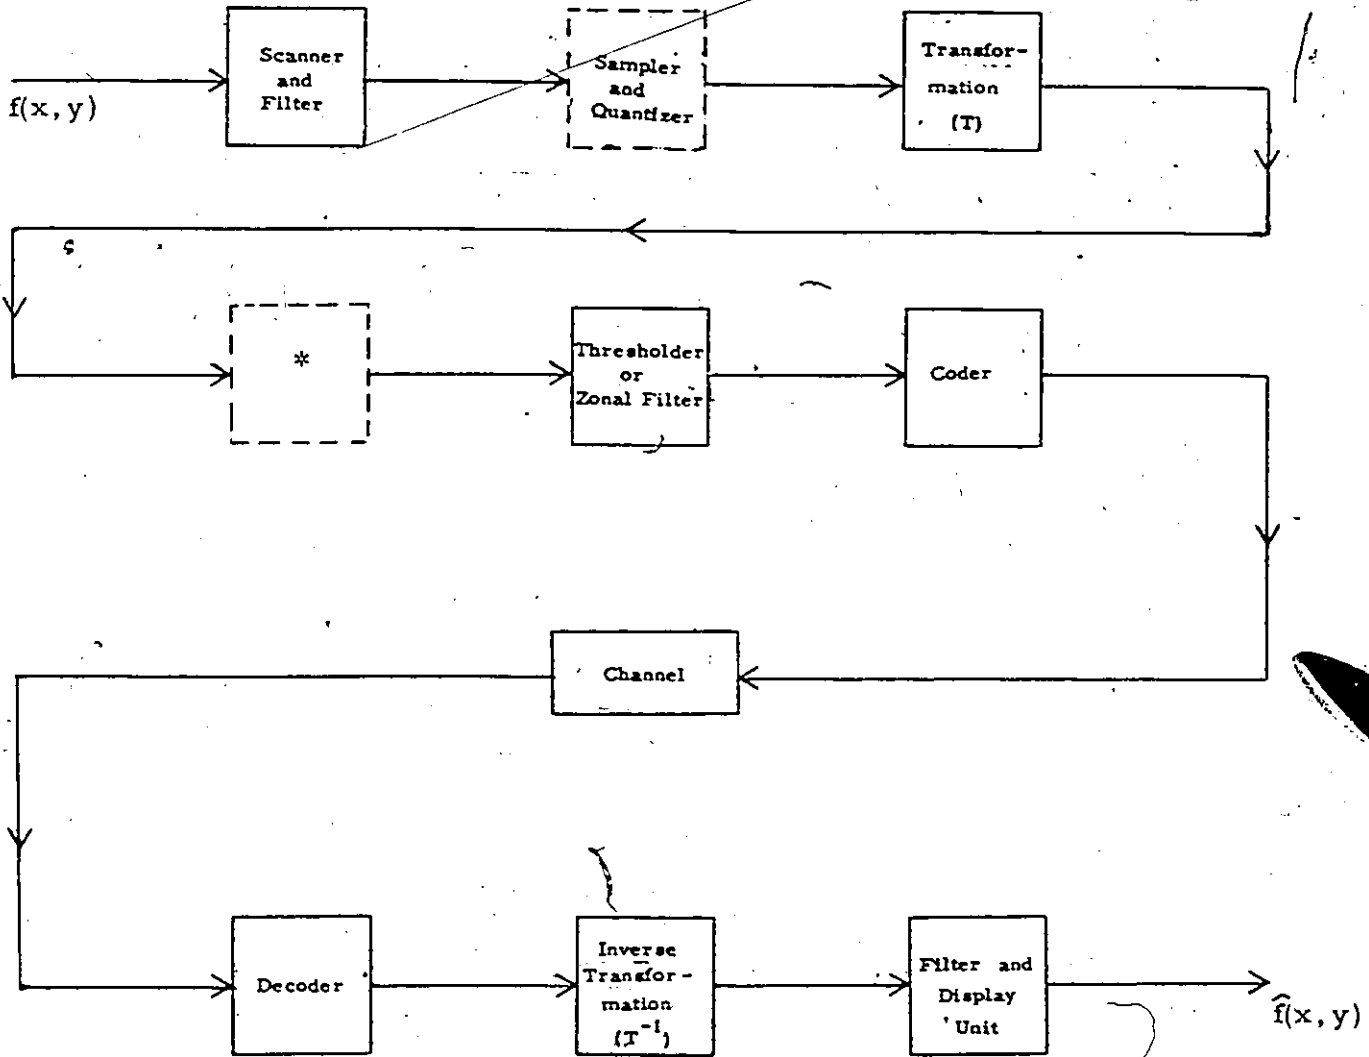 f(x, y)
Scanner
and
Filter
Sampler
and
Quantizer
Transfor-
mation
(T)
*
Thresholder
or
Zonal Filter
Coder
Channel
Decoder
Inverse
Transfor-
mation
(T⁻¹)
Filter and
Display
Unit
f̂(x, y)